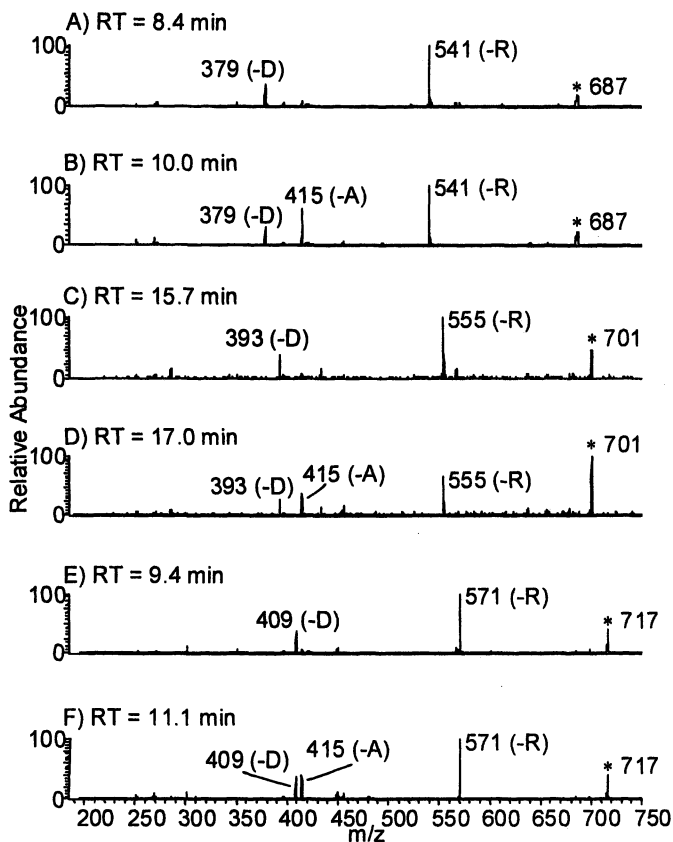 A) RT = 8.4 min
100
541 (-R)
379 (-D)
* 687
0
B) RT = 10.0 min
100
415 (-A)
541 (-R)
379 (-D)
* 687
0
C) RT = 15.7 min
100
393 (-D)
555 (-R)
* 701
0
Relative Abundance
D) RT = 17.0 min
100
* 701
393 (-D)
415 (-A)
555 (-R)
0
E) RT = 9.4 min
100
571 (-R)
409 (-D)
* 717
0
F) RT = 11.1 min
100
409 (-D)
415 (-A)
571 (-R)
* 717
0
200 250 300 350 400 450 500 550 600 650 700 750
m/z